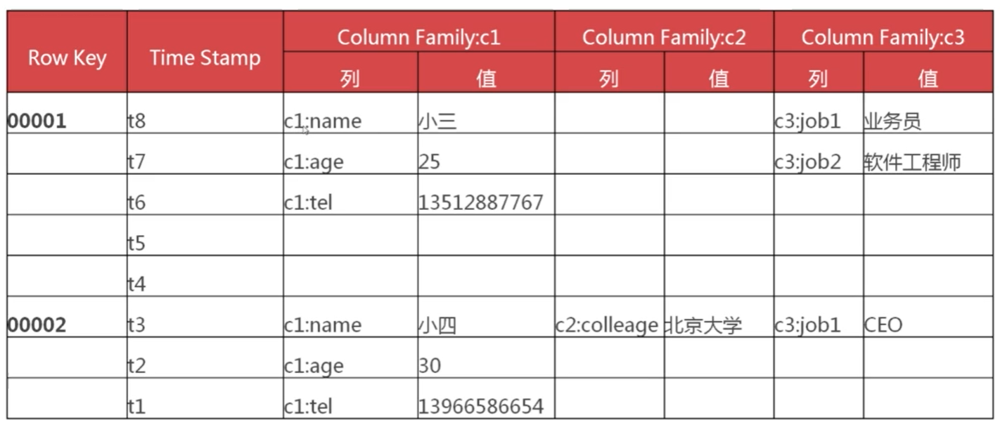 Row Key Time Stamp Column Family:c1 Column Family:c2 Column Family:c3
列 值 列 值 列 值
00001 t8 c1:name 小三 c3:job1 业务员
t7 c1:age 25 c3:job2 软件工程师
t6 c1:tel 13512887767
t5
t4
00002 t3 c1:name 小四 c2:colleage 北京大学 c3:job1 CEO
t2 c1:age 30
t1 c1:tel 13966586654